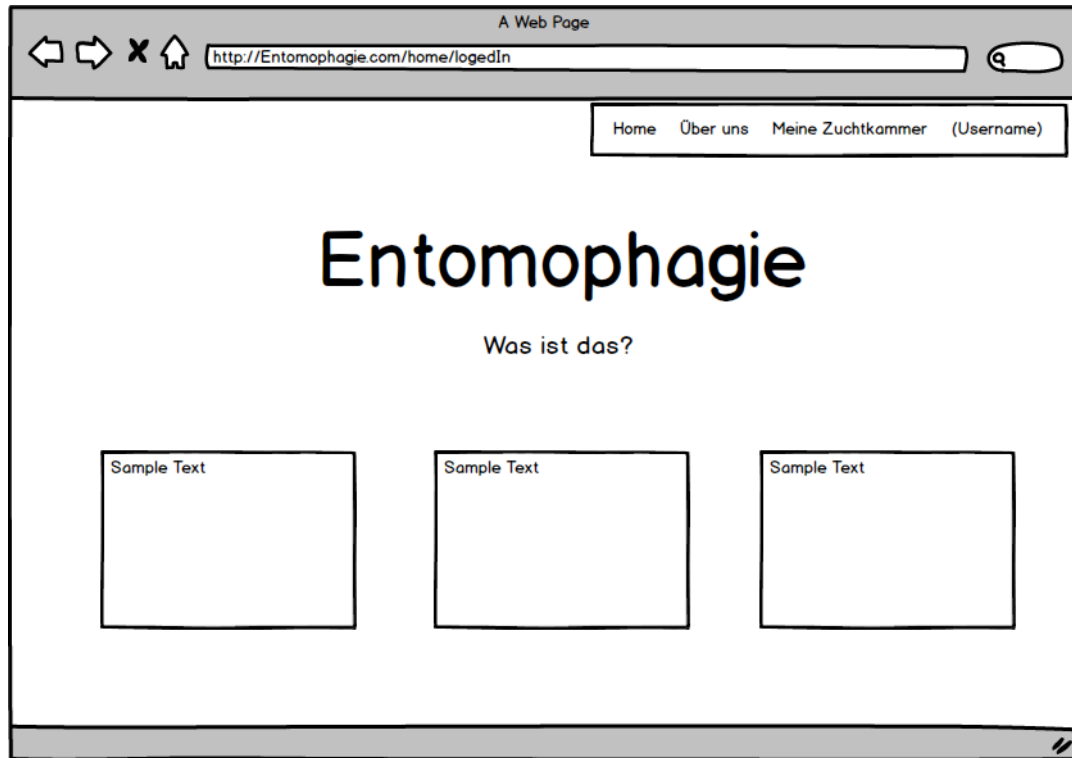 A Web Page
http://Entomophagie.com/home/logedIn
Home Über uns Meine Zuchtkammer (Username)
Entomophagie
Was ist das?
Sample Text Sample Text Sample Text